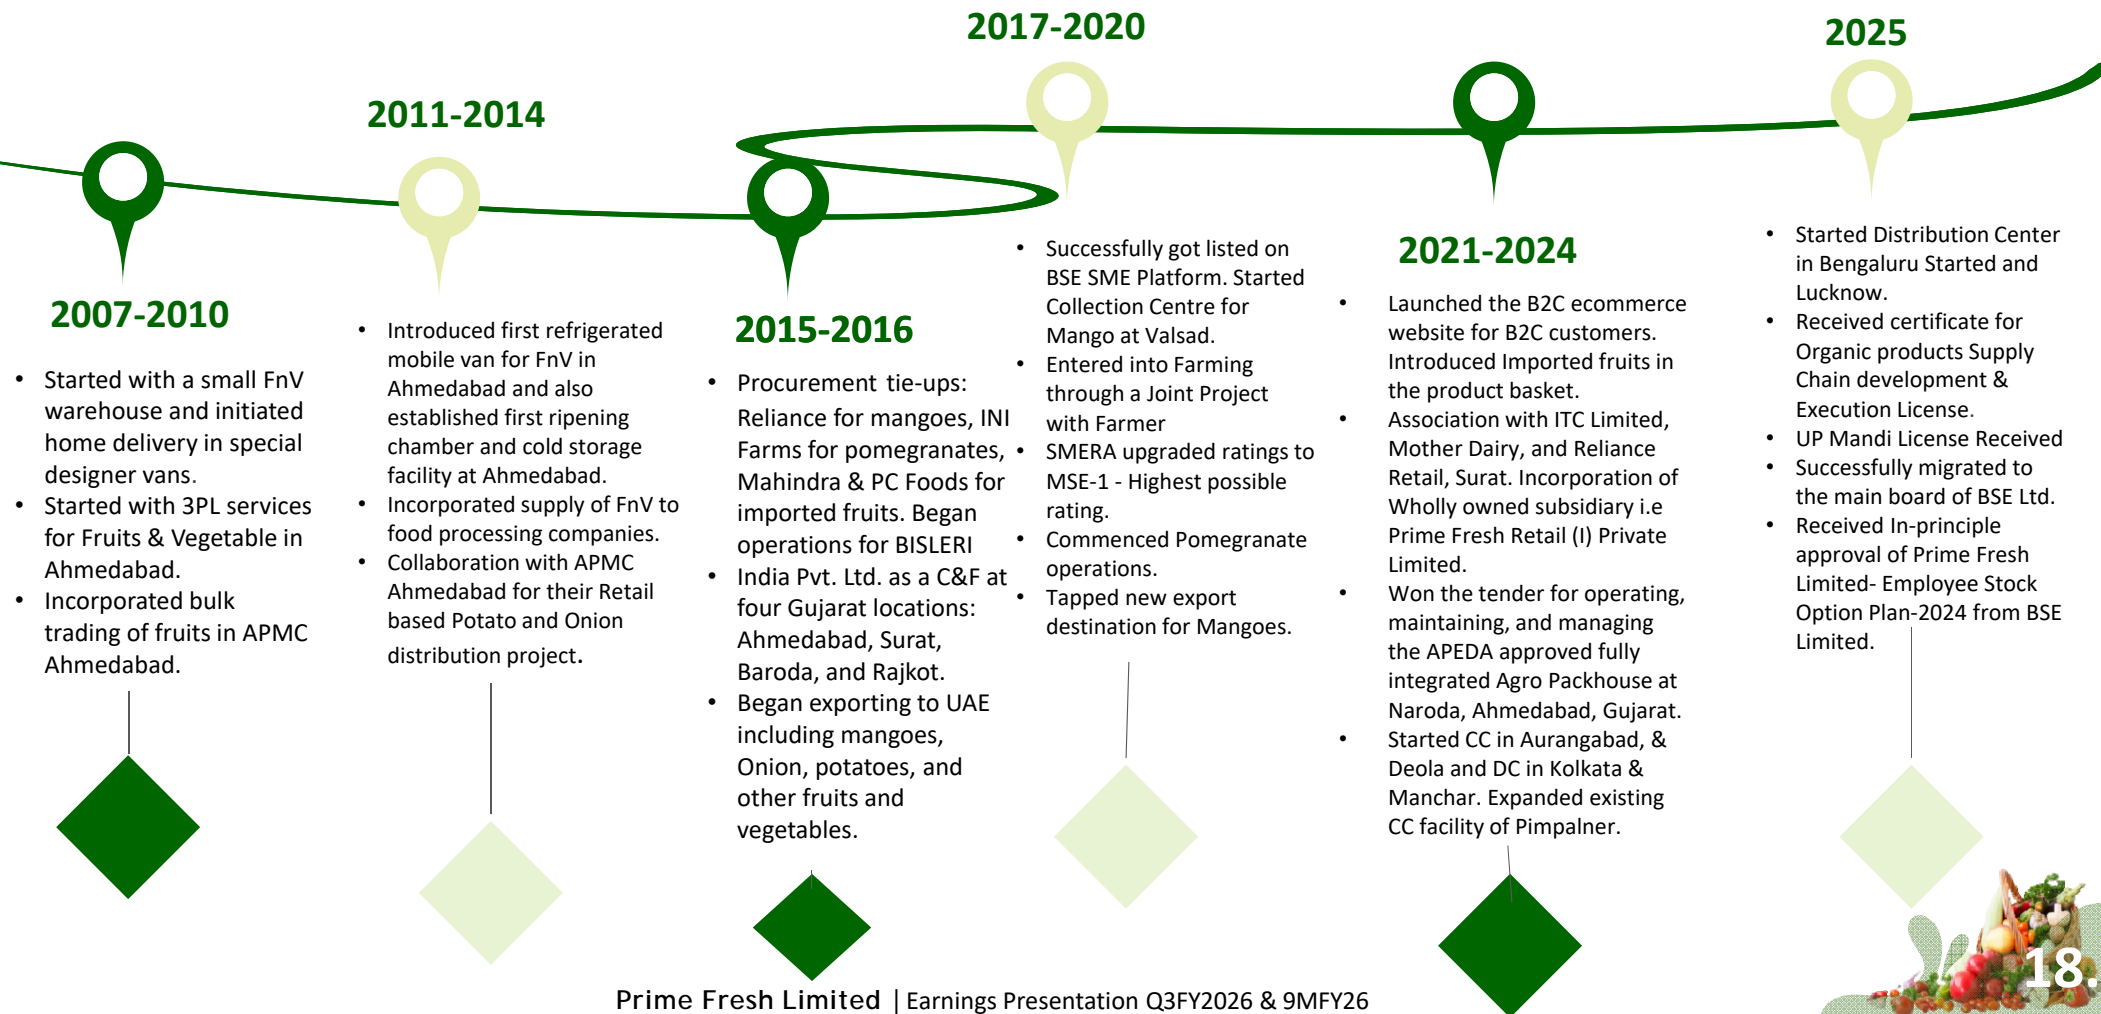 2007-2010
• Started with a small FnV
warehouse and initiated
home delivery in special
designer vans.
• Started with 3PL services
for Fruits & Vegetable in
Ahmedabad.
• Incorporated bulk
trading of fruits in APMC
Ahmedabad.
2011-2014
• Introduced first refrigerated
mobile van for FnV in
Ahmedabad and also
established first ripening
chamber and cold storage
facility at Ahmedabad.
• Incorporated supply of FnV to
food processing companies.
• Collaboration with APMC
Ahmedabad for their Retail
based Potato and Onion
distribution project.
2015-2016
• Procurement tie-ups:
Reliance for mangoes, INI
Farms for pomegranates,
Mahindra & PC Foods for
imported fruits. Began
operations for BISLERI
• India Pvt. Ltd. as a C&F at
four Gujarat locations:
Ahmedabad, Surat,
Baroda, and Rajkot.
• Began exporting to UAE
including mangoes,
Onion, potatoes, and
other fruits and
vegetables.
2017-2020
• Successfully got listed on
BSE SME Platform. Started
Collection Centre for
Mango at Valsad.
• Entered into Farming
through a Joint Project
with Farmer
• SMERA upgraded ratings to
MSE-1 - Highest possible
rating.
• Commenced Pomegranate
operations.
• Tapped new export
destination for Mangoes.
2021-2024
• Launched the B2C ecommerce
website for B2C customers.
Introduced Imported fruits in
the product basket.
• Association with ITC Limited,
Mother Dairy, and Reliance
Retail, Surat. Incorporation of
Wholly owned subsidiary i.e
Prime Fresh Retail (I) Private
Limited.
• Won the tender for operating,
maintaining, and managing
the APEDA approved fully
integrated Agro Packhouse at
Naroda, Ahmedabad, Gujarat.
• Started CC in Aurangabad, &
Deola and DC in Kolkata &
Manchar. Expanded existing
CC facility of Pimpalner.
2025
• Started Distribution Center
in Bengaluru Started and
Lucknow.
• Received certificate for
Organic products Supply
Chain development &
Execution License.
• UP Mandi License Received
• Successfully migrated to
the main board of BSE Ltd.
• Received In-principle
approval of Prime Fresh
Limited- Employee Stock
Option Plan-2024 from BSE
Limited.
Prime Fresh Limited | Earnings Presentation Q3FY2026 & 9MFY26
18.